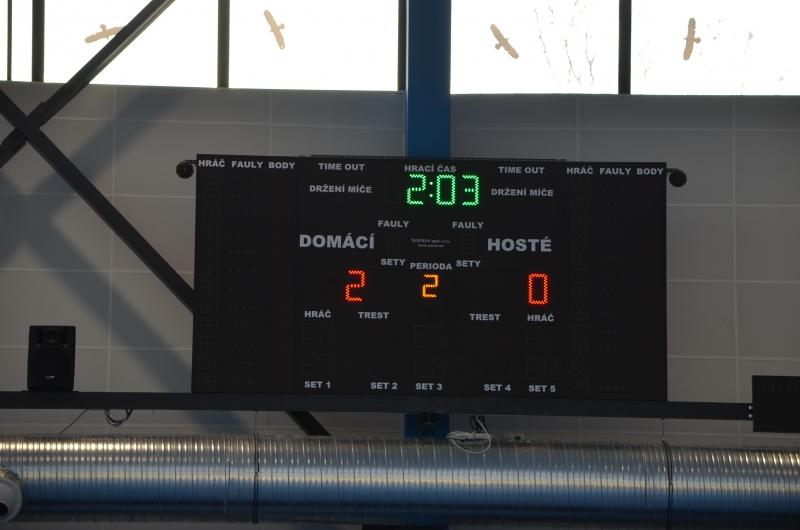 HRÁČ FAULY BODY TIME OUT HRACÍ ČAS TIME OUT HRÁČ FAULY BODY
DRŽENÍ MÍČE 2:03 DRŽENÍ MÍČE
FAULY FAULY
DOMÁCÍ HOSTÉ
SETY PERIODA SETY
2 2 0
HRÁČ TREST TREST HRÁČ
SET 1 SET 2 SET 3 SET 4 SET 5